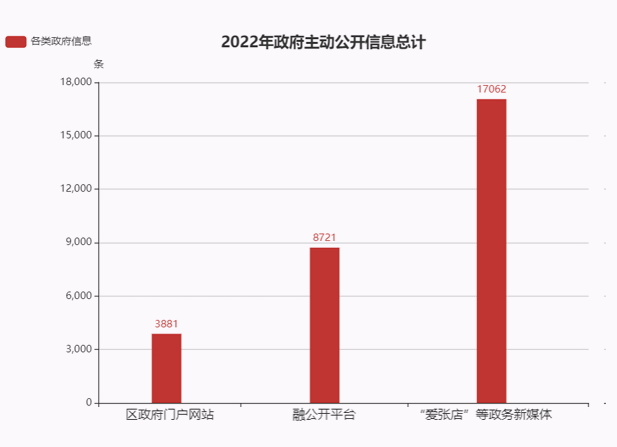 2022年政府主动公开信息总计
各类政府信息
条
18,000
15,000
12,000
9,000
6,000
3,000
0
3881
8721
17062
区政府门户网站
融公开平台
“爱张店”等政务新媒体